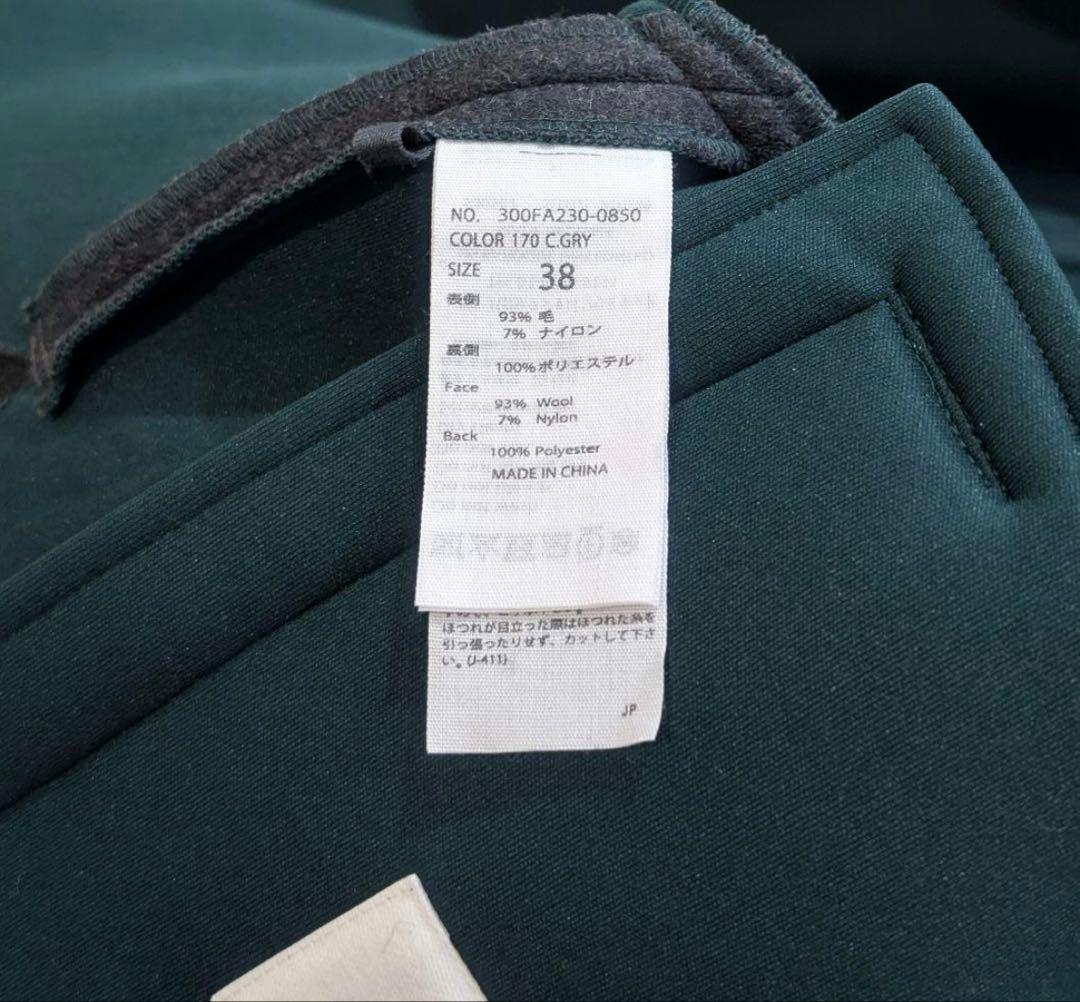 NO. 300FA230-0850
COLOR 170 C.GRY
SIZE 38
表側
93% 毛
7% ナイロン
裏側
100%ポリエステル
Face
93% Wool
7% Nylon
Back
100% Polyester
MADE IN CHINA
ほつれが目立った際はほつれた糸を
引っ張ったりせず、カットして下さ
い。(J-411)
JP